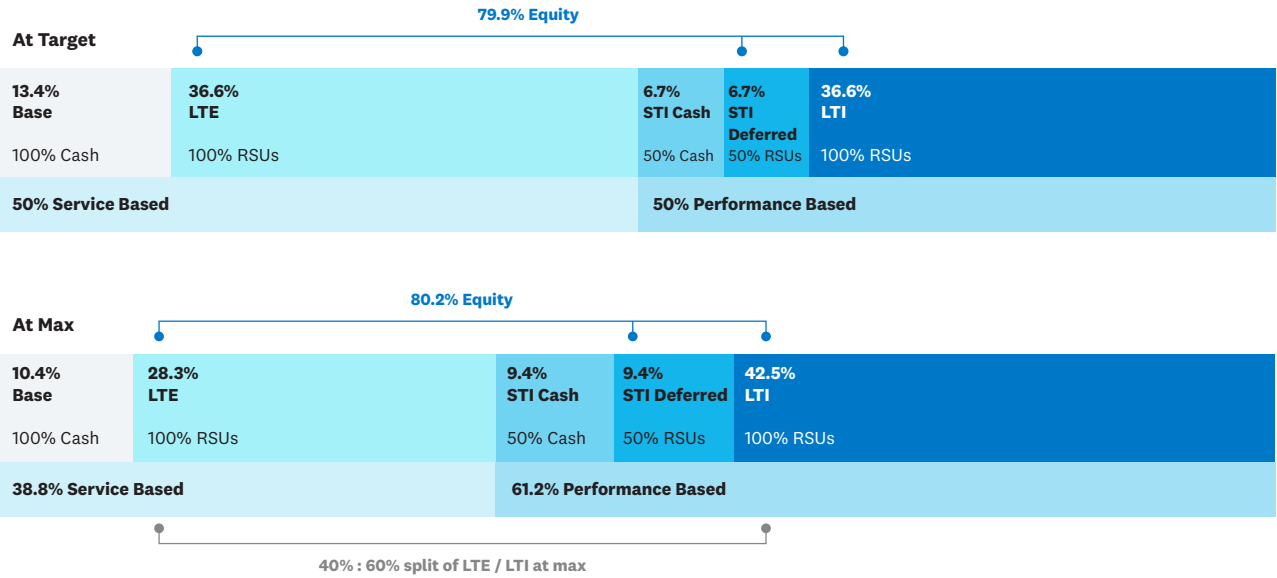 79.9% Equity
At Target
13.4%
Base
100% Cash
36.6%
LTE
100% RSUs
6.7%
STI Cash
50% Cash
6.7%
STI
Deferred
50% RSUs
36.6%
LTI
100% RSUs
50% Service Based
50% Performance Based
80.2% Equity
At Max
10.4%
Base
100% Cash
28.3%
LTE
100% RSUs
9.4%
STI Cash
50% Cash
9.4%
STI Deferred
50% RSUs
42.5%
LTI
100% RSUs
38.8% Service Based
61.2% Performance Based
40% : 60% split of LTE / LTI at max